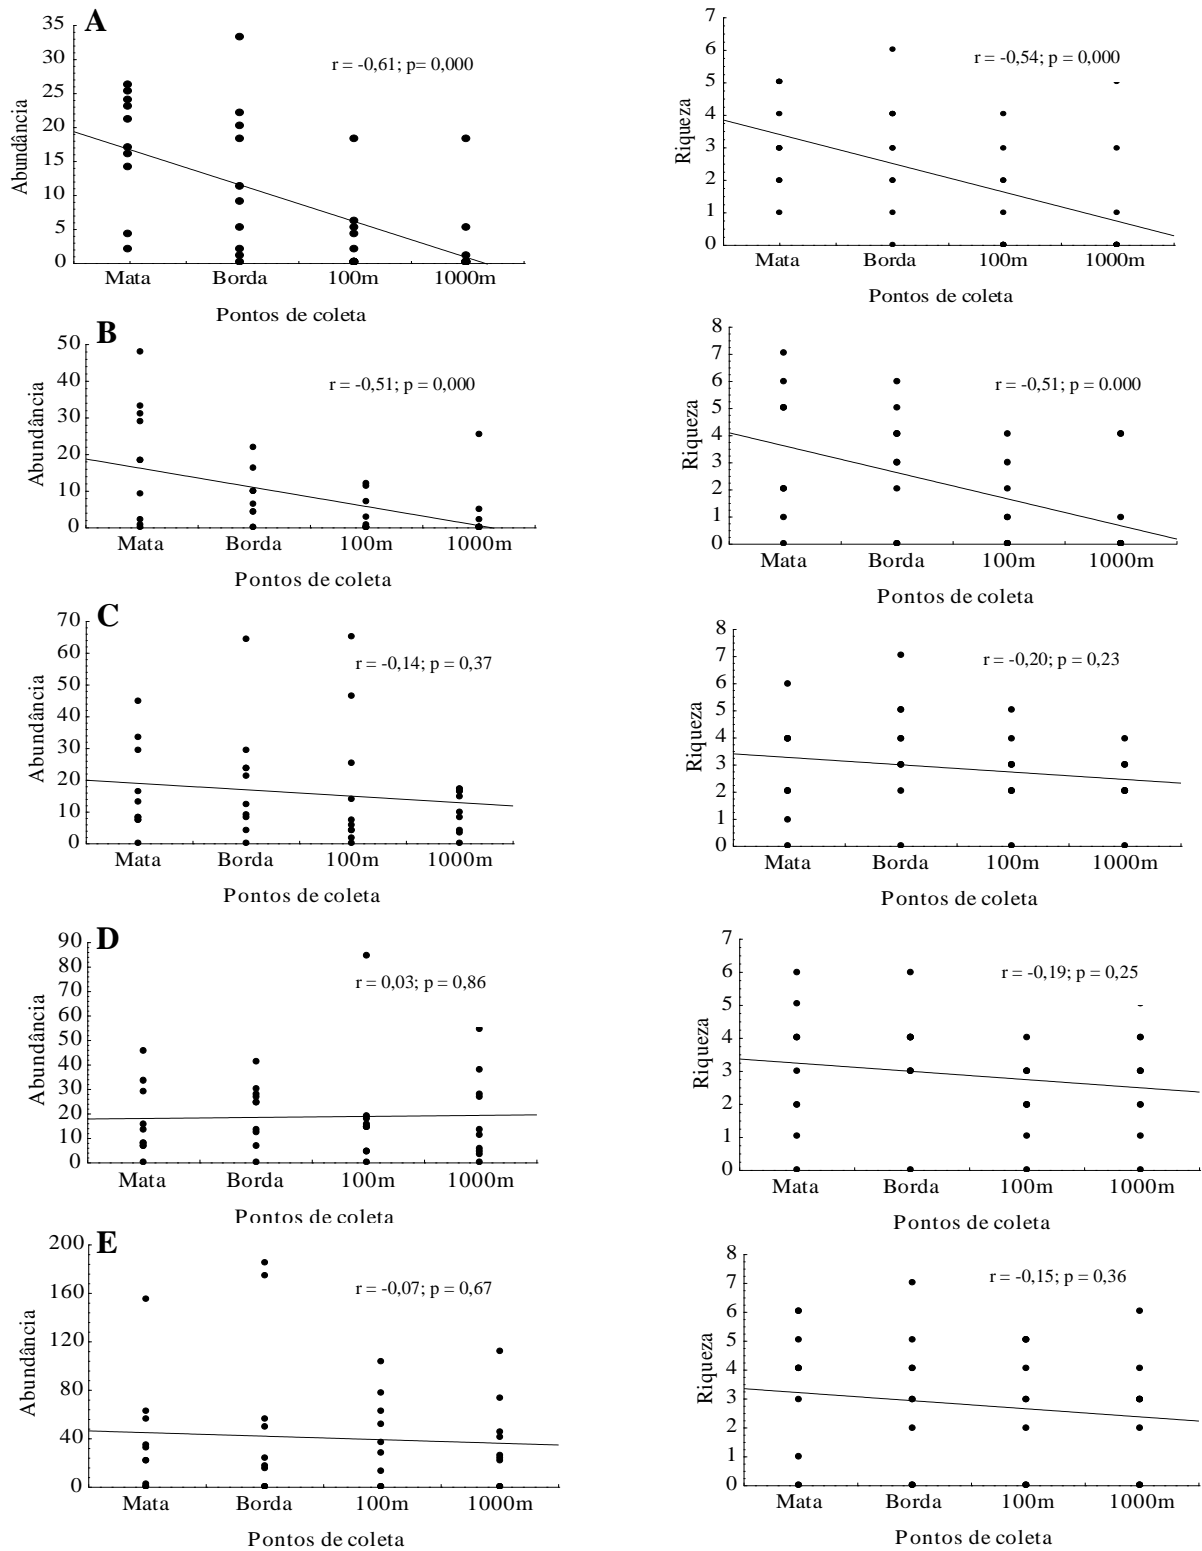 A
35
30
25
20
15
10
5
0
Abundância
r = -0,61; p= 0,000
Mata Borda 100m 1000m
Pontos de coleta
7
6
5
4
3
2
1
0
Riqueza
r = -0,54; p = 0,000
Mata Borda 100m 1000m
Pontos de coleta
B
50
40
30
20
10
0
Abundância
r = -0,51; p = 0,000
Mata Borda 100m 1000m
Pontos de coleta
8
7
6
5
4
3
2
1
0
Riqueza
r = -0,51; p = 0.000
Mata Borda 100m 1000m
Pontos de coleta
C
70
60
50
40
30
20
10
0
Abundância
r = -0,14; p = 0,37
Mata Borda 100m 1000m
Pontos de coleta
8
7
6
5
4
3
2
1
0
Riqueza
r = -0,20; p = 0,23
Mata Borda 100m 1000m
Pontos de coleta
D
90
80
70
60
50
40
30
20
10
0
Abundância
r = 0,03; p = 0,86
Mata Borda 100m 1000m
Pontos de coleta
7
6
5
4
3
2
1
0
Riqueza
r = -0,19; p = 0,25
Mata Borda 100m 1000m
Pontos de coleta
E
200
160
120
80
40
0
Abundância
r = -0,07; p = 0,67
Mata Borda 100m 1000m
Pontos de coleta
8
7
6
5
4
3
2
1
0
Riqueza
r = -0,15; p = 0,36
Mata Borda 100m 1000m
Pontos de coleta